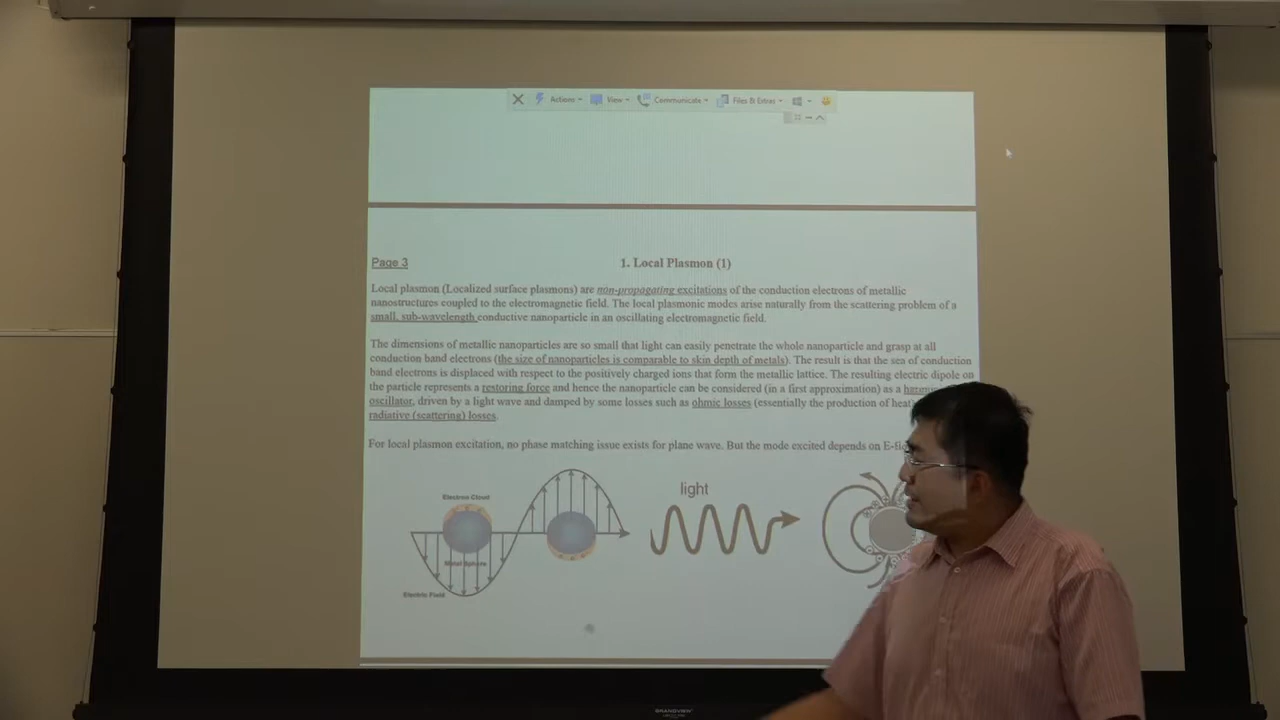 Actions View Communicate Files & Extras
Page 3
1. Local Plasmon (1)
Local plasmon (Localized surface plasmons) are non-propagating excitations of the conduction electrons of metallic
nanostructures coupled to the electromagnetic field. The local plasmonic modes arise naturally from the scattering problem of a
small, sub-wavelength conductive nanoparticle in an oscillating electromagnetic field.
The dimensions of metallic nanoparticles are so small that light can easily penetrate the whole nanoparticle and grasp at all
conduction band electrons (the size of nanoparticles is comparable to skin depth of metals). The result is that the sea of conduction
band electrons is displaced with respect to the positively charged ions that form the metallic lattice. The resulting electric dipole on
the particle represents a restoring force and hence the nanoparticle can be considered (in a first approximation) as a
oscillator, driven by a light wave and damped by some losses such as ohmic losses (essentially the production of heat)
radiative (scattering) losses.
For local plasmon excitation, no phase matching issue exists for plane wave. But the mode excited depends on
light
Electron Cloud
Metal Sphere
Electric Field
GRANDVIEW